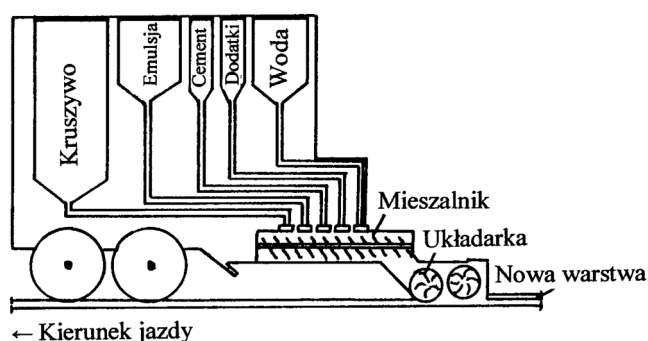 Kruszywo
Emulsja
Cement
Dodatki
Woda
Mieszalnik
Układarka
Nowa warstwa
← Kierunek jazdy